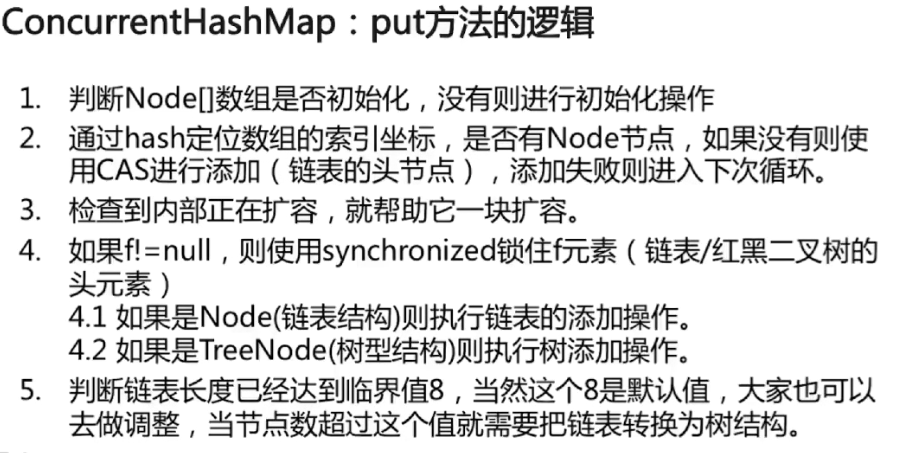 ConcurrentHashMap：put方法的逻辑
1. 判断Node[]数组是否初始化，没有则进行初始化操作
2. 通过hash定位数组的索引坐标，是否有Node节点，如果没有则使
用CAS进行添加（链表的头节点），添加失败则进入下次循环。
3. 检查到内部正在扩容，就帮助它一块扩容。
4. 如果f!=null，则使用synchronized锁住f元素（链表/红黑二叉树的
头元素）
4.1 如果是Node(链表结构)则执行链表的添加操作。
4.2 如果是TreeNode(树型结构)则执行树添加操作。
5. 判断链表长度已经达到临界值8，当然这个8是默认值，大家也可以
去做调整，当节点数超过这个值就需要把链表转换为树结构。